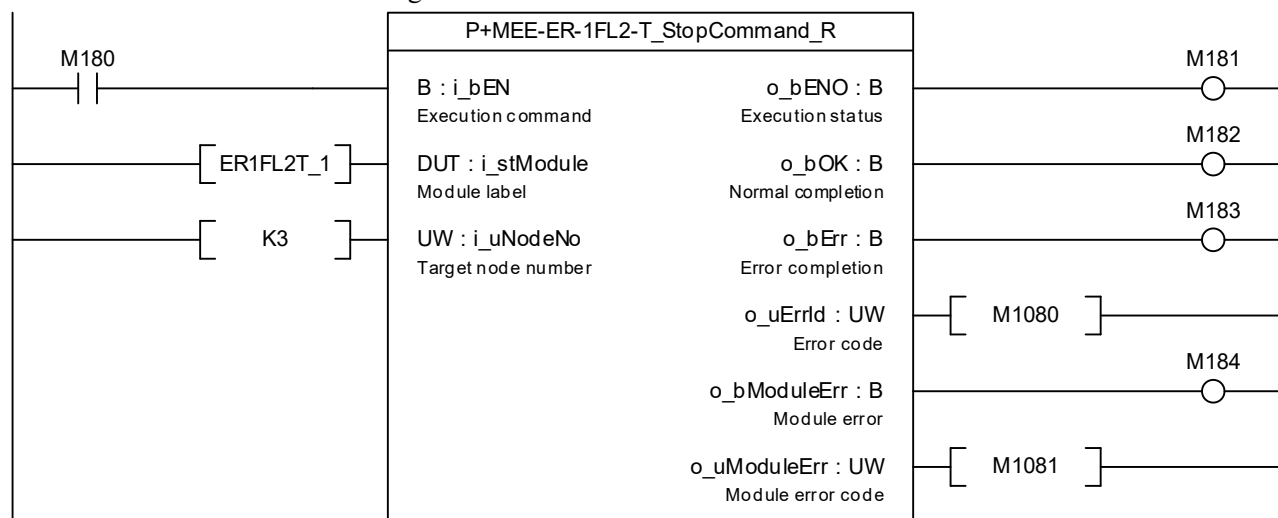 P+MEE-ER-1FL2-T_StopCommand_R
M180
M181
B : i_bEN
o_bENO : B
Execution command
Execution status
M182
ER1FL2T_1
DUT : i_stModule
o_bOK : B
Module label
Normal completion
M183
K3
UW : i_uNodeNo
o_bErr : B
Target node number
Error completion
o_uErrId : UW
M1080
Error code
M184
o_bModuleErr : B
Module error
o_uModuleErr : UW
M1081
Module error code